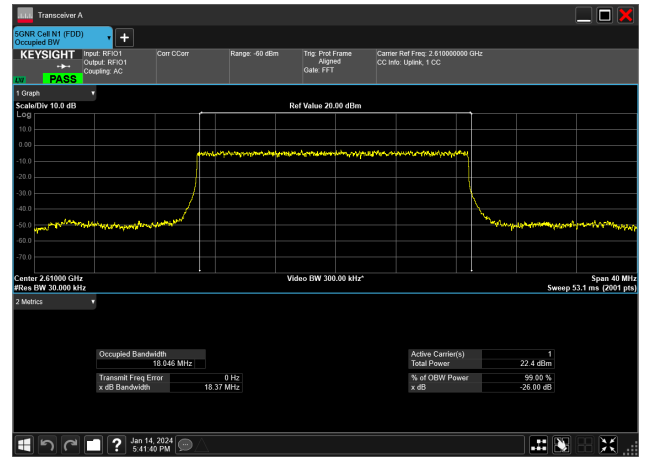 Transceiver A
5GNR Cell N1 (FDD)
Occupied BW
+
KEYSIGHT
LXI
PASS
Input: RFIO1
Output: RFIO1
Coupling: AC
Corr CCorr
Range: -60 dBm
Trig: Prot Frame
Aligned
Gate: FFT
Carrier Ref Freq: 2.610000000 GHz
CC Info: Uplink, 1 CC
1 Graph
Scale/Div 10.0 dB
Ref Value 20.00 dBm
Log
10.0
0.00
-10.0
-20.0
-30.0
-40.0
-50.0
-60.0
-70.0
Center 2.61000 GHz
Video BW 300.00 kHz*
Span 40 MHz
#Res BW 30.000 kHz
Sweep 53.1 ms (2001 pts)
2 Metrics
Occupied Bandwidth
18.046 MHz
Transmit Freq Error 0 Hz
x dB Bandwidth 18.37 MHz
Active Carrier(s) 1
Total Power 22.4 dBm
% of OBW Power 99.00 %
x dB -26.00 dB
?
Jan 14, 2024
5:41:40 PM